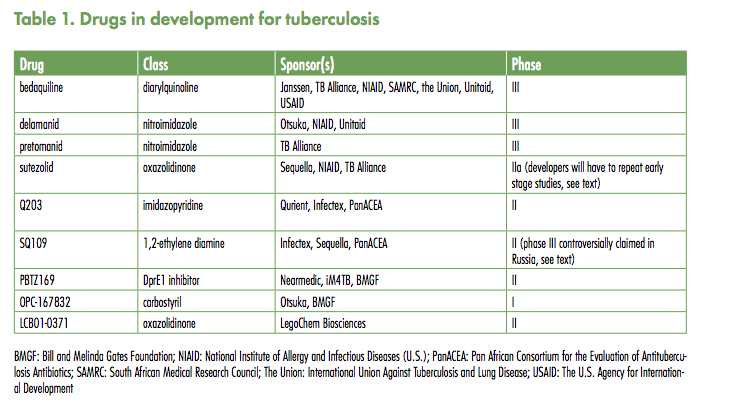 Table 1. Drugs in development for tuberculosis
Drug Class Sponsor(s) Phase
bedaquiline diarylquinoline Janssen, TB Alliance, NIAID, SAMRC, the Union, Unitaid, III
USAID
delamanid nitroimidazole Otsuka, NIAID, Unitaid III
pretomanid nitroimidazole TB Alliance III
sutezolid oxazolidinone Sequella, NIAID, TB Alliance IIa (developers will have to repeat early
stage studies, see text)
Q203 imidazopyridine Qurient, Infectex, PanACEA II
SQ109 1,2-ethylene diamine Infectex, Sequella, PanACEA II (phase III controversially claimed in
Russia, see text)
PBTZ169 DprE1 inhibitor Nearmedic, iM4TB, BMGF II
OPC-167832 carbostyril Otsuka, BMGF I
LCB01-0371 oxazolidinone LegoChem Biosciences II
BMGF: Bill and Melinda Gates Foundation; NIAID: National Institute of Allergy and Infectious Diseases (U.S.); PanACEA: Pan African Consortium for the Evaluation of Antitubercu-
losis Antibiotics; SAMRC: South African Medical Research Council; The Union: International Union Against Tuberculosis and Lung Disease; USAID: The U.S. Agency for Internation-
al Development